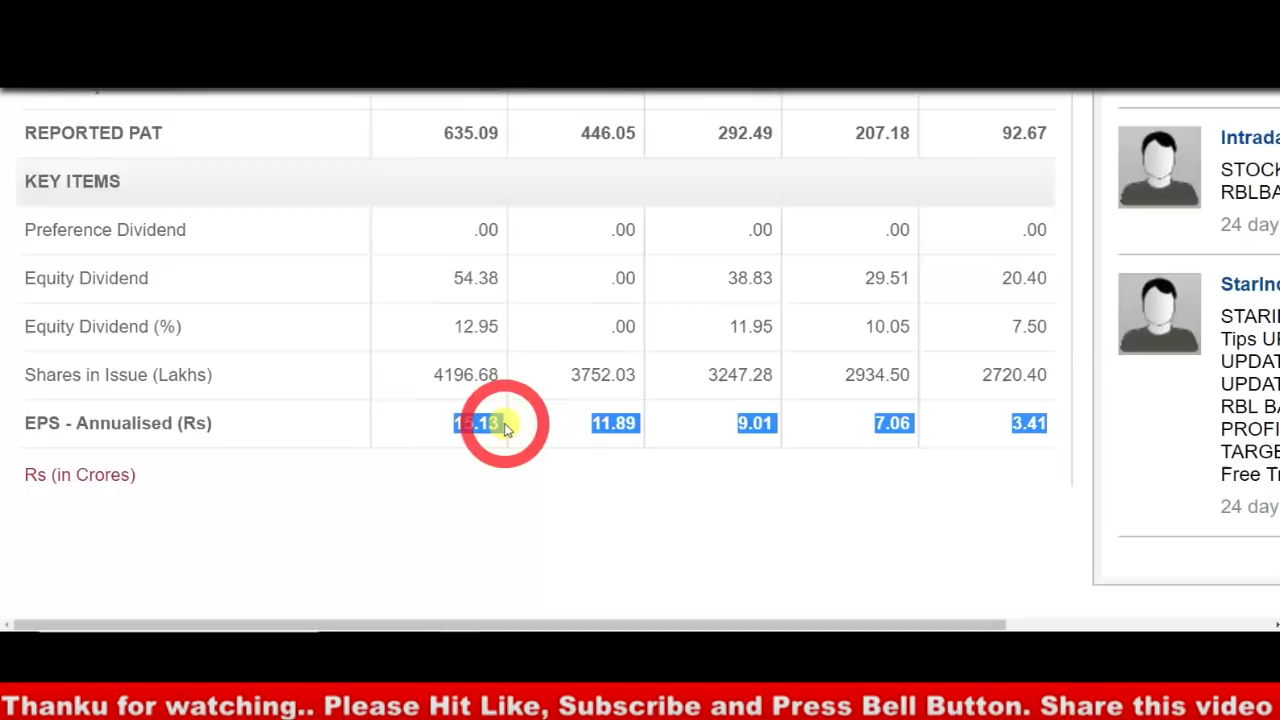 REPORTED PAT 635.09 446.05 292.49 207.18 92.67
KEY ITEMS
Preference Dividend .00 .00 .00 .00 .00
Equity Dividend 54.38 .00 38.83 29.51 20.40
Equity Dividend (%) 12.95 .00 11.95 10.05 7.50
Shares in Issue (Lakhs) 4196.68 3752.03 3247.28 2934.50 2720.40
EPS - Annualised (Rs) 15.13 11.89 9.01 7.06 3.41
Rs (in Crores)
Intrada
STOCK
RBLBA
24 day
StarInd
STARI
Tips UP
UPDAT
UPDAT
RBL BA
PROFI
TARGE
Free Tr
24 day
Thanku for watching.. Please Hit Like, Subscribe and Press Bell Button. Share this video